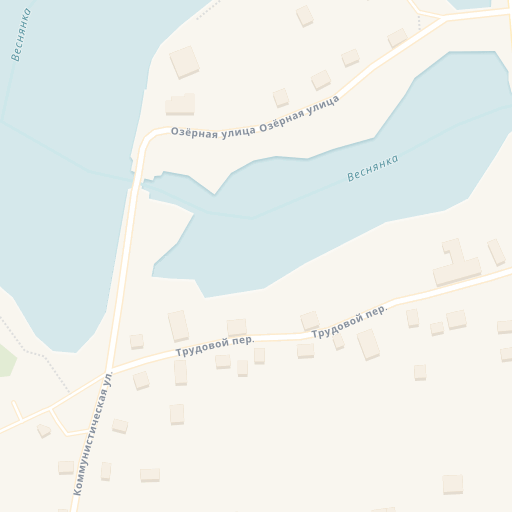 Веснянка
Озёрная улица Озёрная улица
Веснянка
Трудовой пер.
Трудовой пер.
Коммунистическая ул.